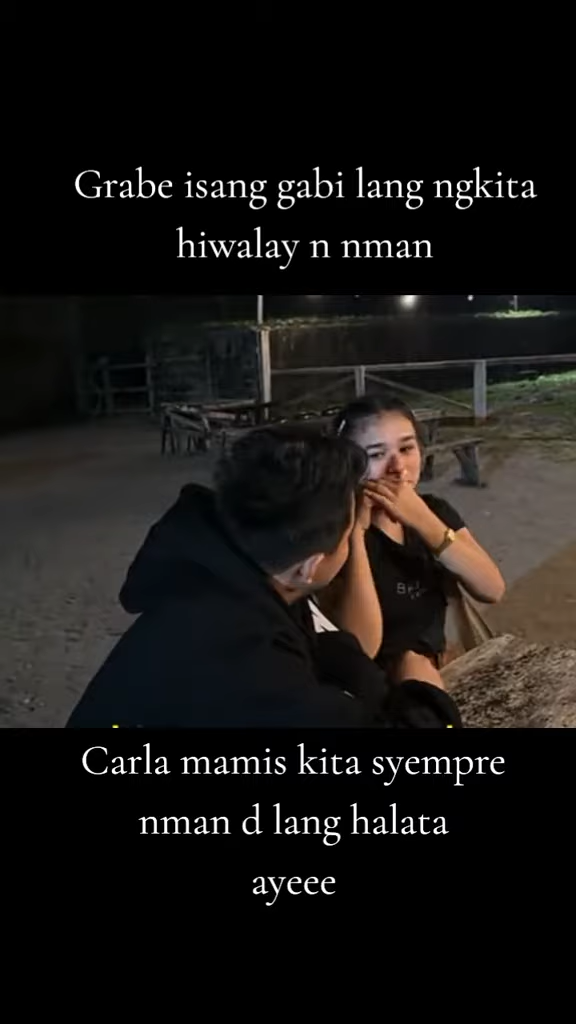 Grabe isang gabi lang ngkita
hiwalay n nman
Carla mamis kita syempre
nman d lang halata
ayeee